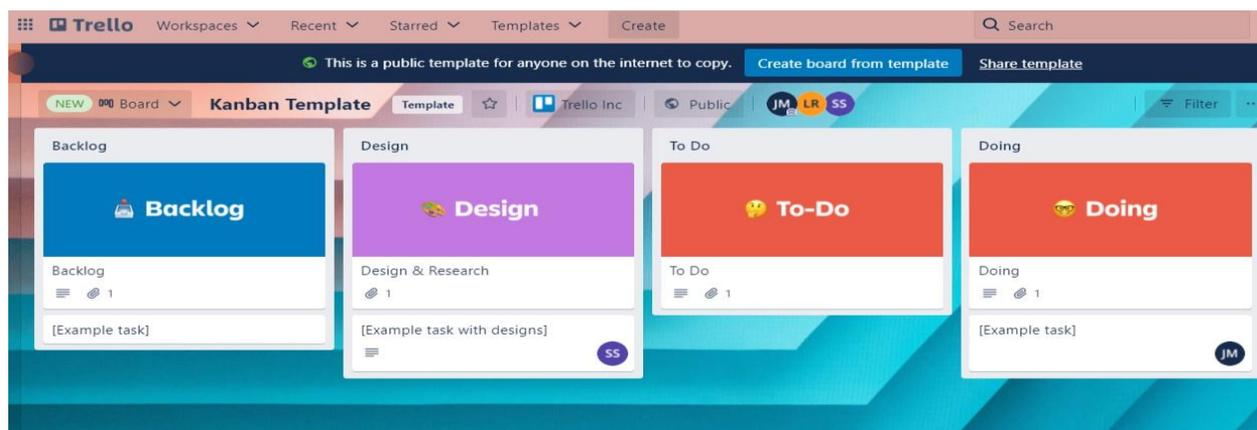 Trello Workspaces Recent Starred Templates Create Search
This is a public template for anyone on the internet to copy. Create board from template Share template
NEW Board Kanban Template Template Trello Inc Public JM LR SS Filter
Backlog
Backlog
Backlog
1
[Example task]
Design
Design
Design & Research
1
[Example task with designs]
SS
To Do
To-Do
To Do
1
Doing
Doing
Doing
1
[Example task]
JM